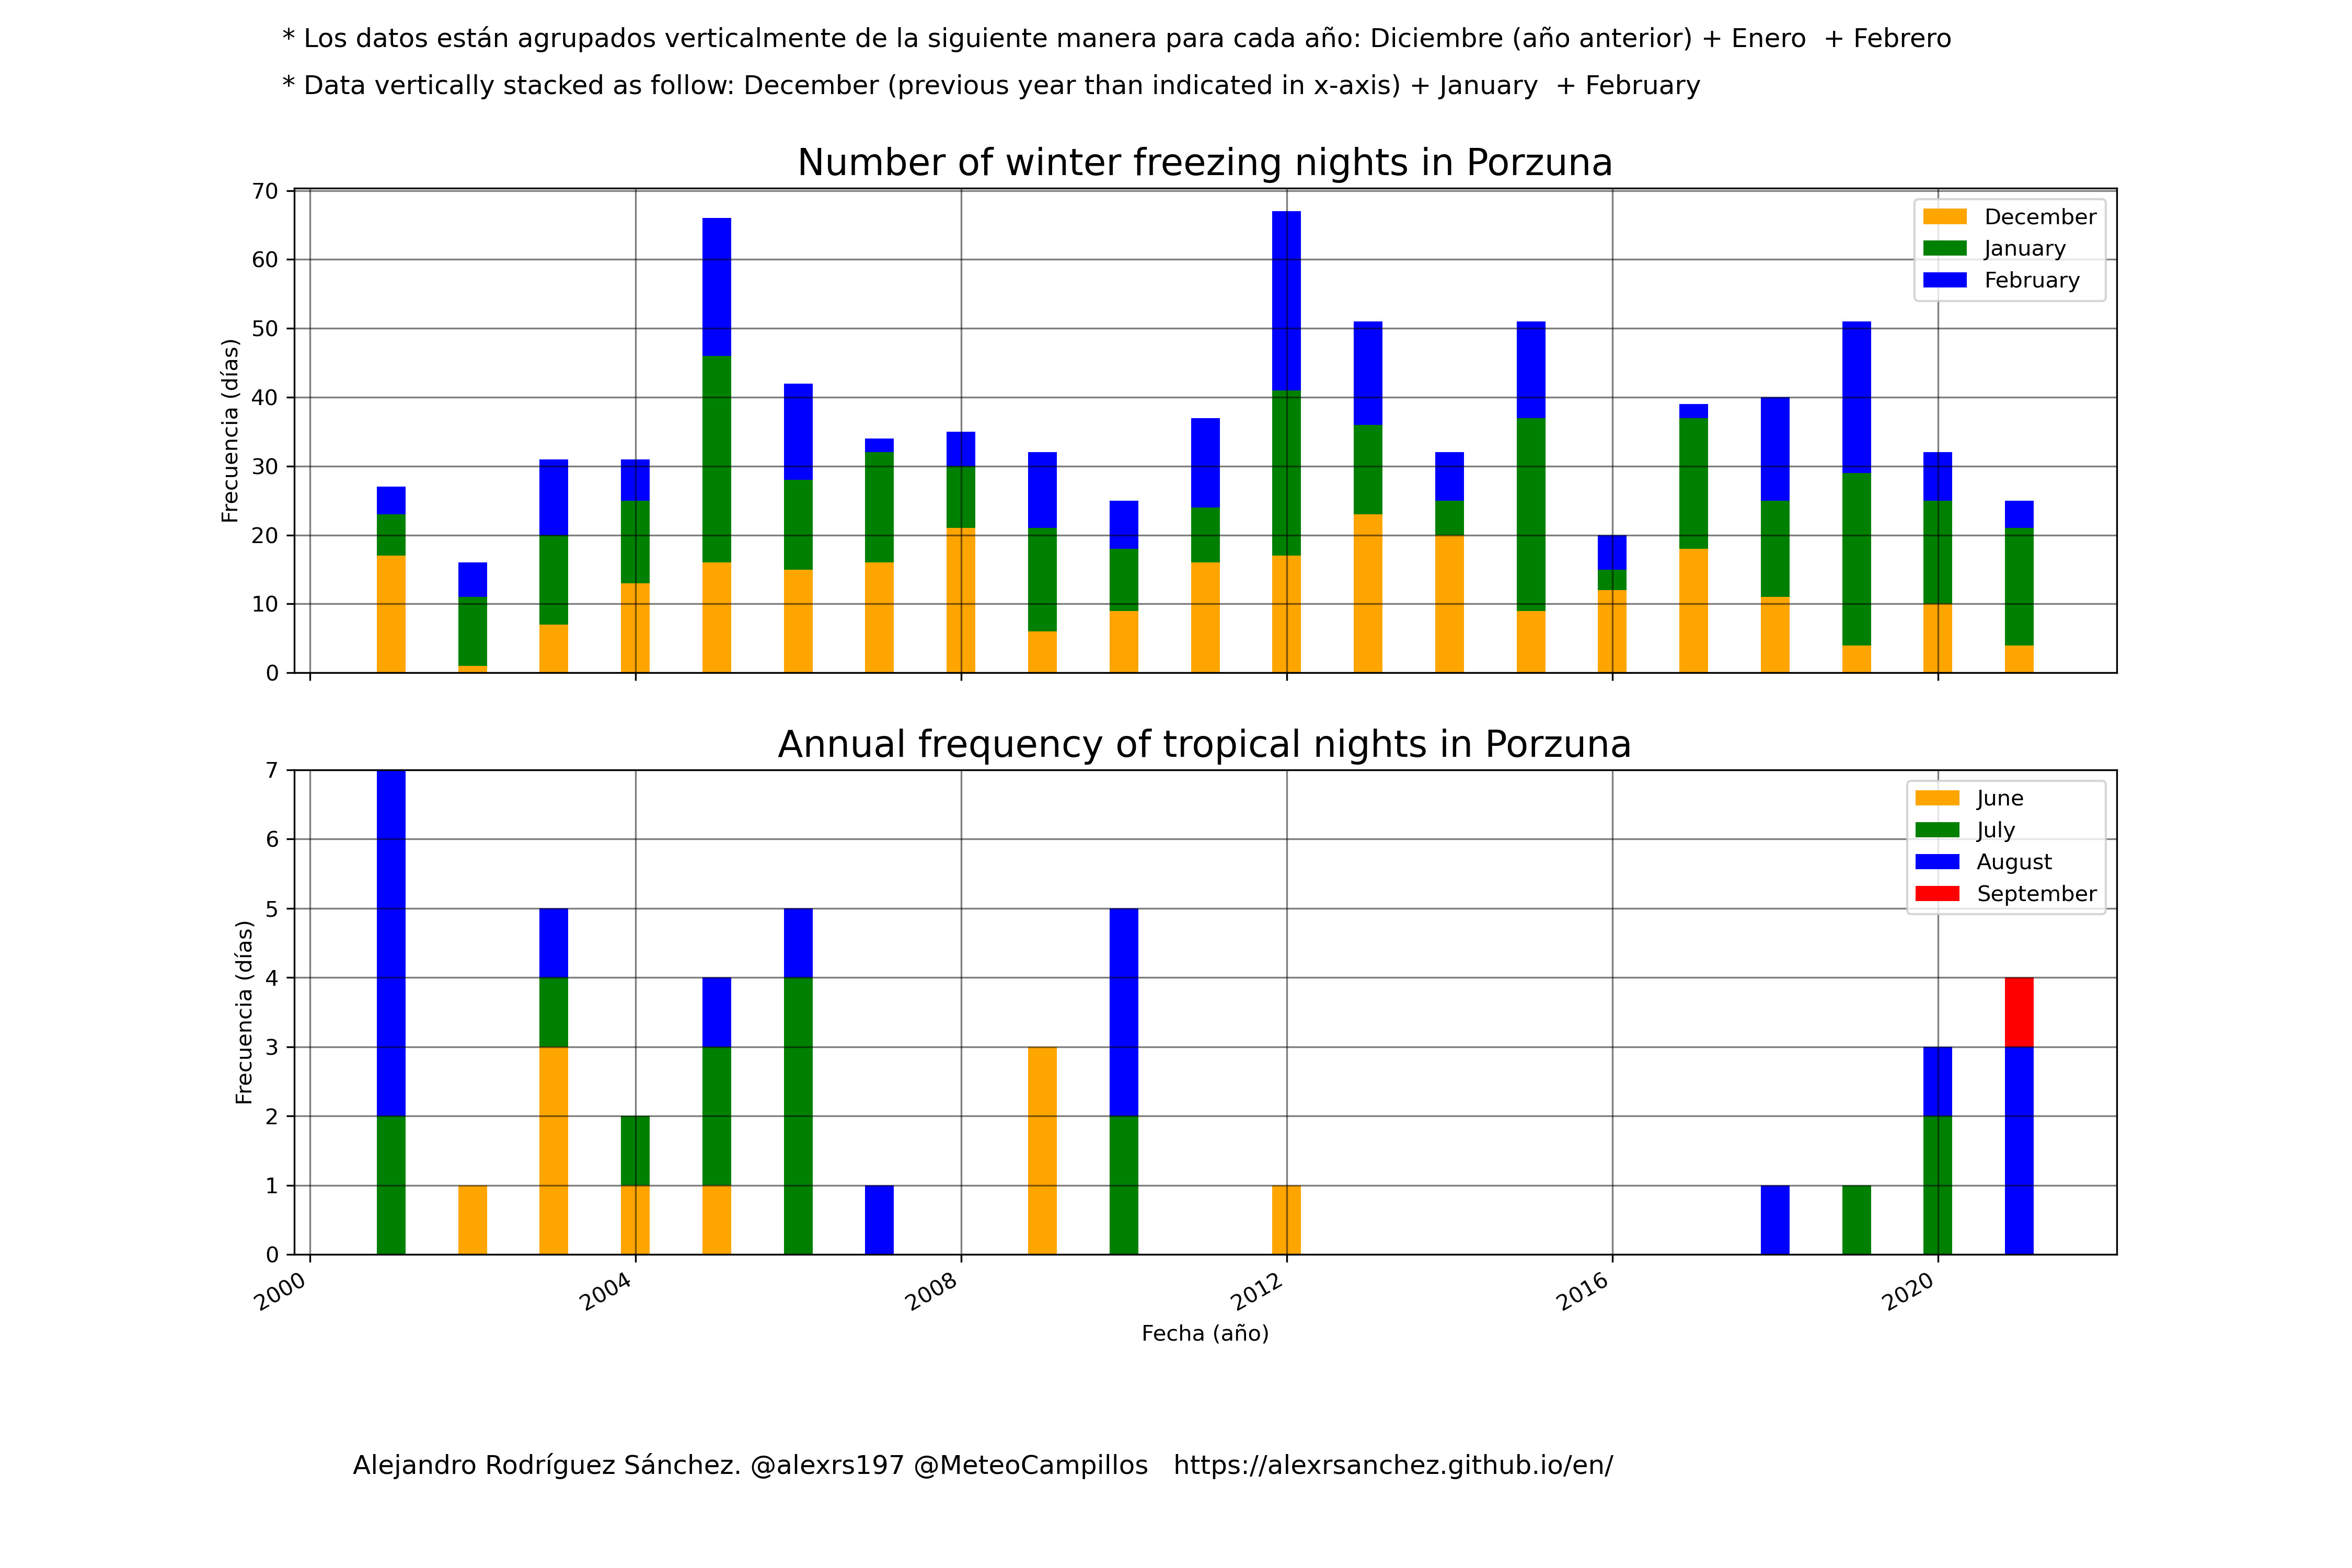 * Los datos están agrupados verticalmente de la siguiente manera para cada año: Diciembre (año anterior) + Enero  + Febrero
* Data vertically stacked as follow: December (previous year than indicated in x-axis) + January  + February
Number of winter freezing nights in Porzuna
70
60
50
40
30
20
10
0
Frecuencia (días)
December
January
February
Annual frequency of tropical nights in Porzuna
7
6
5
4
3
2
1
0
Frecuencia (días)
June
July
August
September
2000
2004
2008
2012
2016
2020
Fecha (año)
Alejandro Rodríguez Sánchez. @alexrs197 @MeteoCampillos   https://alexrsanchez.github.io/en/